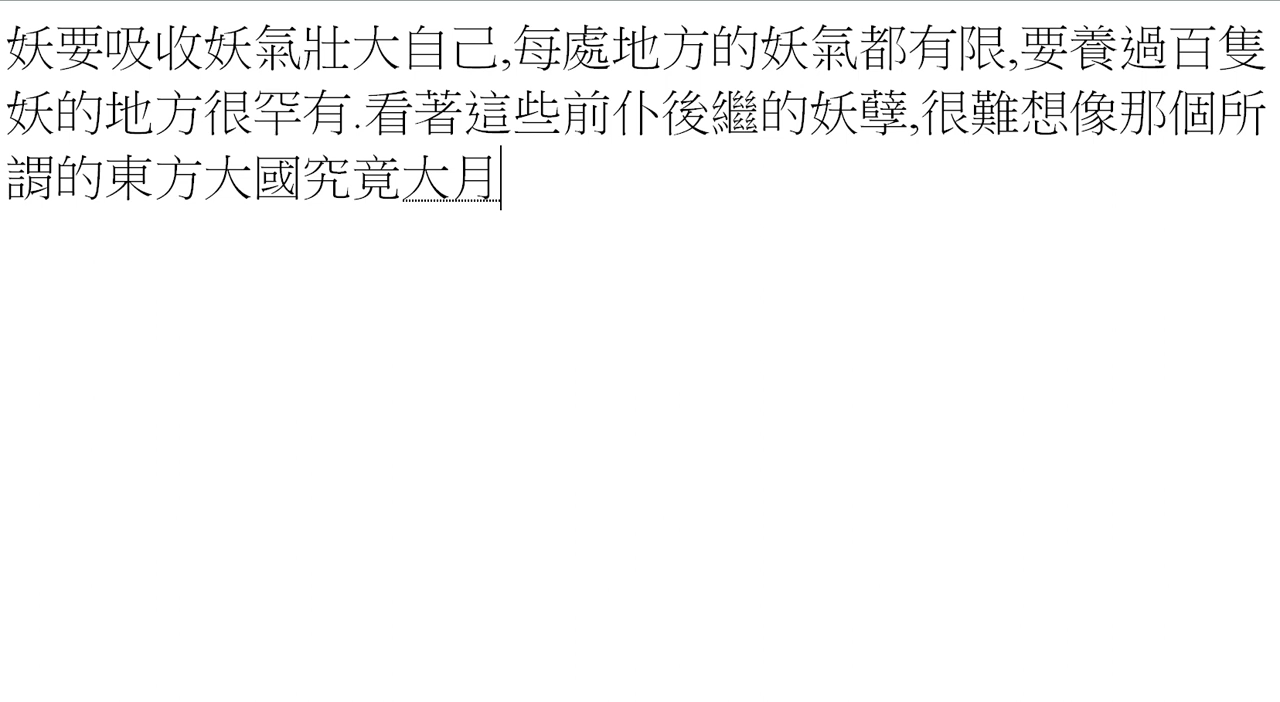 妖要吸收妖氣壯大自己,每處地方的妖氣都有限,要養過百隻
妖的地方很罕有.看著這些前仆後繼的妖孽,很難想像那個所
謂的東方大國究竟大月